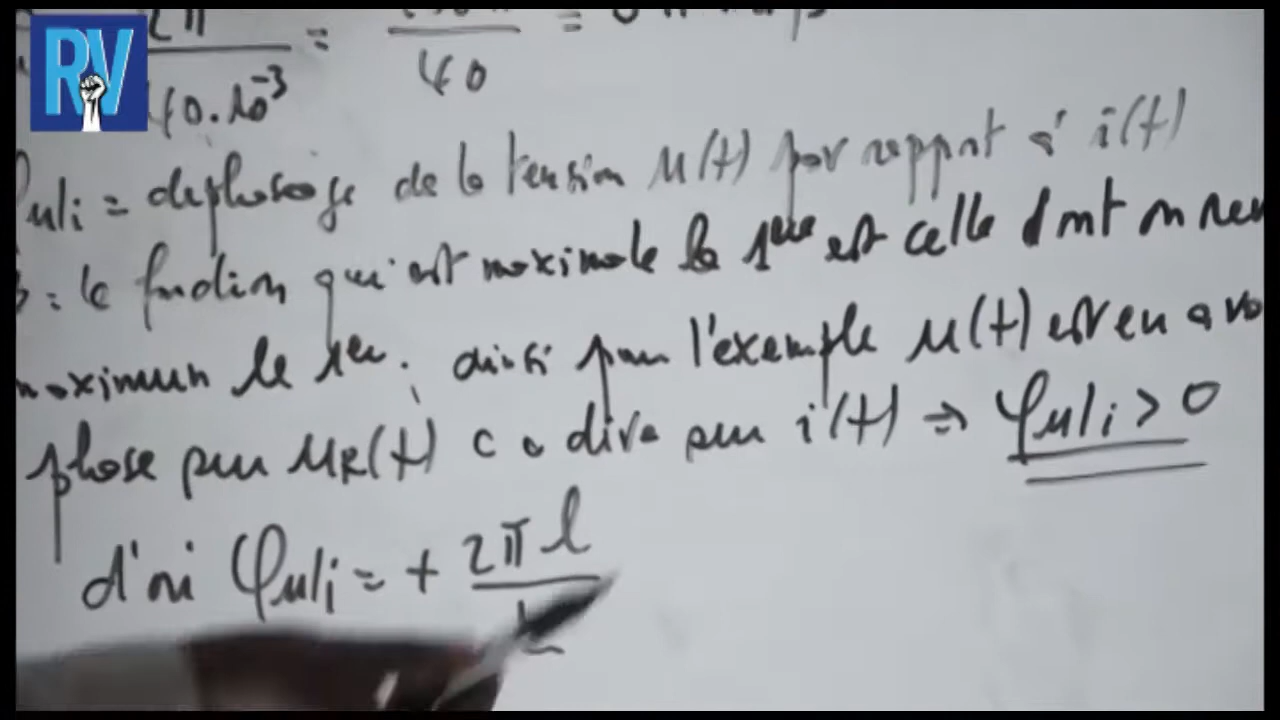 RV
2π / 40.10⁻³ = / 40 =
φu/i = déphasage de la tension u(t) par rapport à i(t)
la fonction qui est maximale la 1ère est celle dont on
maximum le 1er. ainsi pour l'exemple u(t) est en
phase sur uR(t) c a dire sur i(t) ⇒ φu/i > 0
d'où φu/i = + 2πl / L